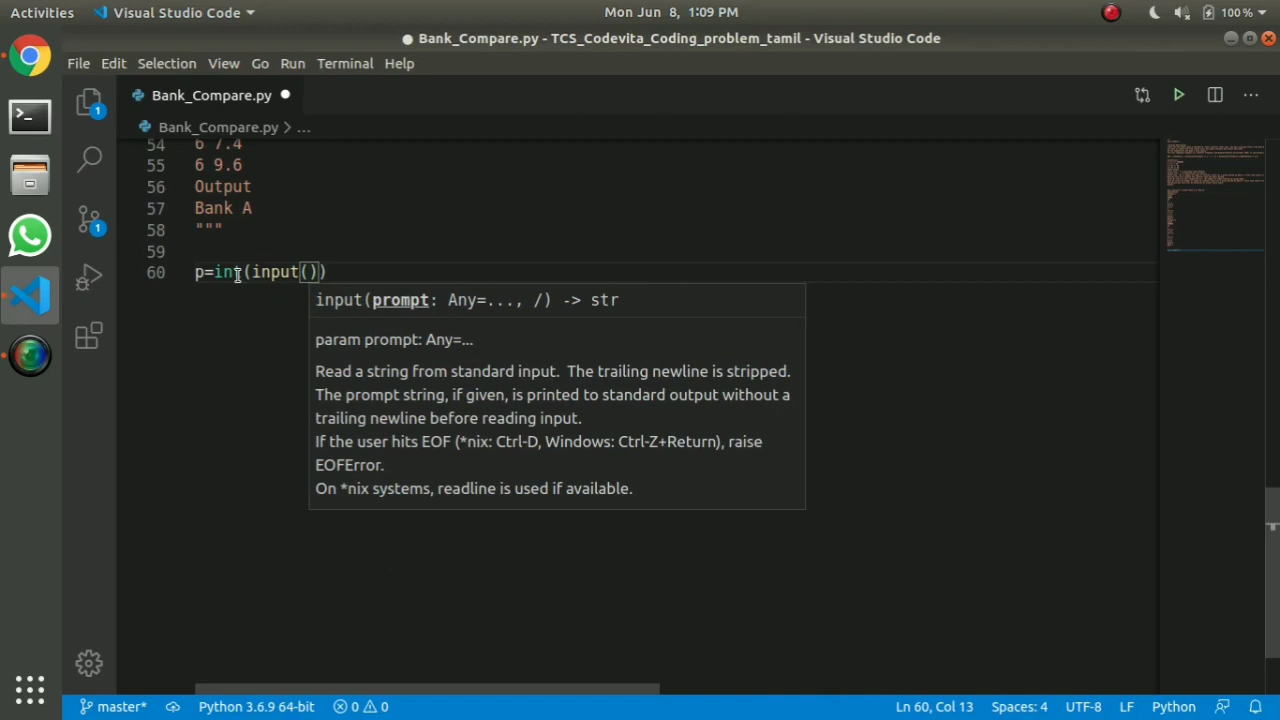 Activities Visual Studio Code Mon Jun 8, 1:09 PM 100%
● Bank_Compare.py - TCS_Codevita_Coding_problem_tamil - Visual Studio Code
File Edit Selection View Go Run Terminal Help
1 Bank_Compare.py
Bank_Compare.py > ...
54 6 7.4
55 6 9.6
56 Output
57 Bank A
58 """
59
60 p=int(input())
input(prompt: Any=..., /) -> str
param prompt: Any=...
Read a string from standard input. The trailing newline is stripped.
The prompt string, if given, is printed to standard output without a
trailing newline before reading input.
If the user hits EOF (*nix: Ctrl-D, Windows: Ctrl-Z+Return), raise
EOFError.
On *nix systems, readline is used if available.
1
master* Python 3.6.9 64-bit 0 0 Ln 60, Col 13 Spaces: 4 UTF-8 LF Python